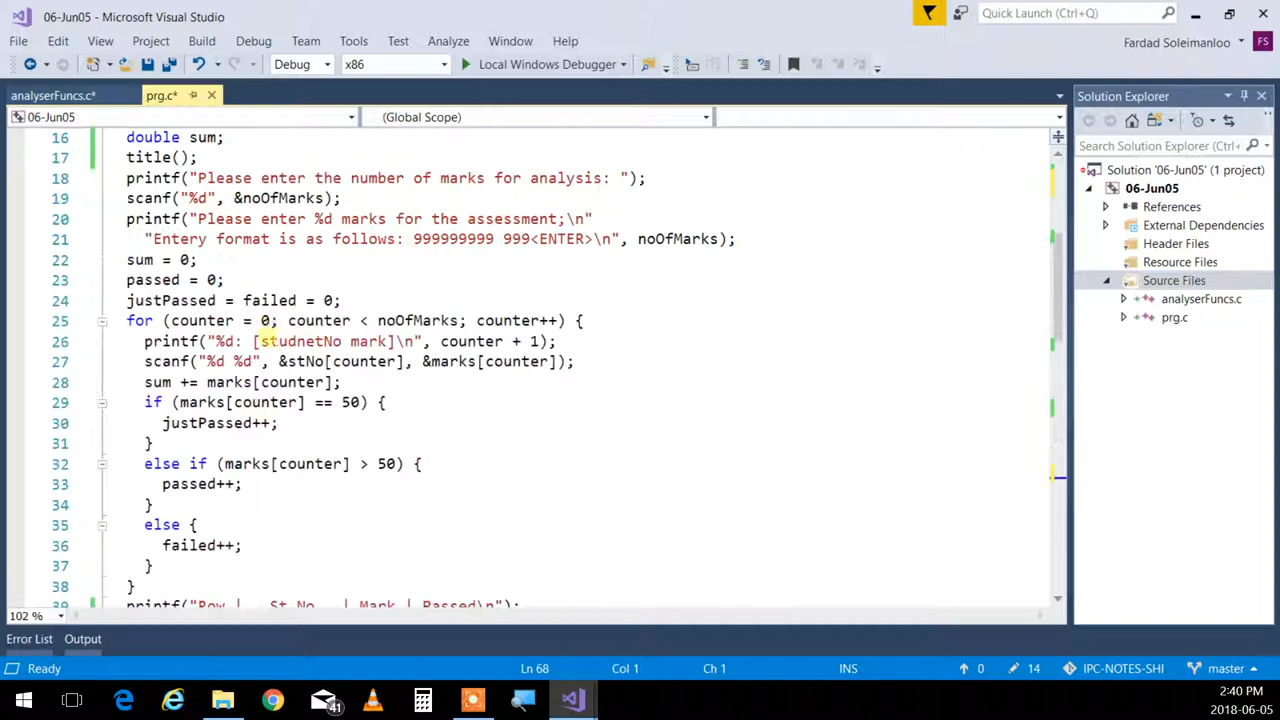 06-Jun05 - Microsoft Visual Studio
Quick Launch (Ctrl+Q)
File Edit View Project Build Debug Team Tools Test Analyze Window Help
Fardad Soleimanloo FS
Debug x86 Local Windows Debugger
analyserFuncs.c* prg.c*
06-Jun05 (Global Scope)
16 double sum;
17 title();
18 printf("Please enter the number of marks for analysis: ");
19 scanf("%d", &noOfMarks);
20 printf("Please enter %d marks for the assessment;\n"
21 "Entery format is as follows: 999999999 999<ENTER>\n", noOfMarks);
22 sum = 0;
23 passed = 0;
24 justPassed = failed = 0;
25 for (counter = 0; counter < noOfMarks; counter++) {
26 printf("%d: [studnetNo mark]\n", counter + 1);
27 scanf("%d %d", &stNo[counter], &marks[counter]);
28 sum += marks[counter];
29 if (marks[counter] == 50) {
30 justPassed++;
31 }
32 else if (marks[counter] > 50) {
33 passed++;
34 }
35 else {
36 failed++;
37 }
38 }
39 printf("Row | St No | Mark | Passed\n");
102 %
Solution Explorer
Search Solution Explorer (Ctrl+
Solution '06-Jun05' (1 project)
06-Jun05
References
External Dependencies
Header Files
Resource Files
Source Files
analyserFuncs.c
prg.c
Error List Output
Ready Ln 68 Col 1 Ch 1 INS 0 14 IPC-NOTES-SHI master
41
2:40 PM
2018-06-05